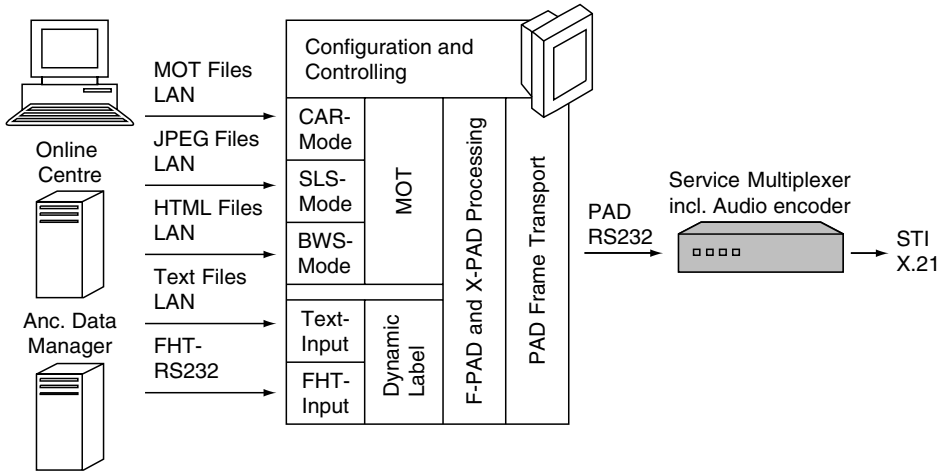 Configuration and
Controlling
MOT Files
LAN
JPEG Files
LAN
HTML Files
LAN
Text Files
LAN
FHT-
RS232
Online
Centre
Anc. Data
Manager
CAR-
Mode
SLS-
Mode
BWS-
Mode
Text-
Input
FHT-
Input
MOT
Dynamic
Label
F-PAD and X-PAD Processing
PAD Frame Transport
PAD
RS232
Service Multiplexer
incl. Audio encoder
STI
X.21